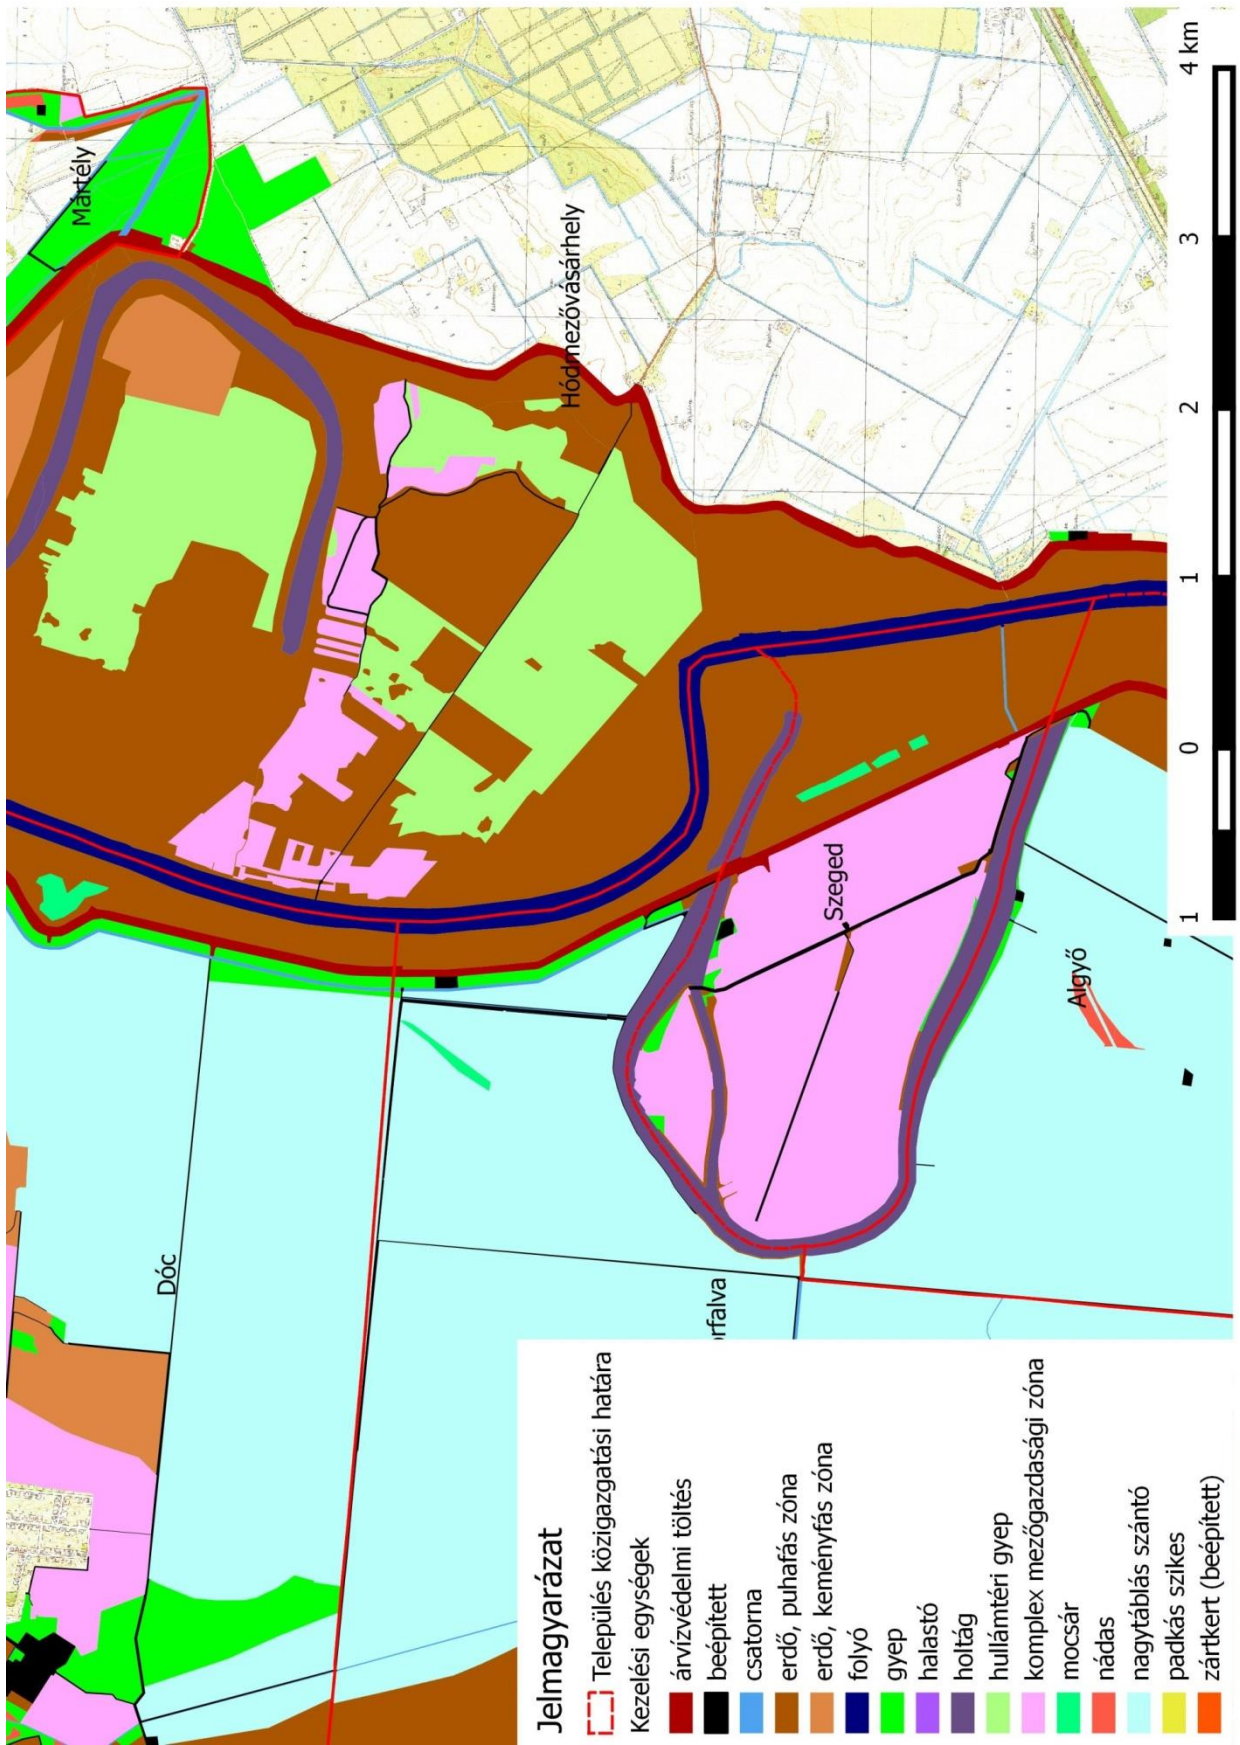 Mártély
Hódmezővásárhely
Dóc
Szeged
Algyő
orfalva
Jelmagyarázat
Település közigazgatási határa
Kezelési egységek
árvízvédelmi töltés
beépített
csatorna
erdő, puhafás zóna
erdő, keményfás zóna
folyó
gyep
halastó
holtág
hullámtéri gyep
komplex mezőgazdasági zóna
mocsár
nádas
nagytáblás szántó
padkás szikes
zártkert (beépített)
1 0 1 2 3 4 km